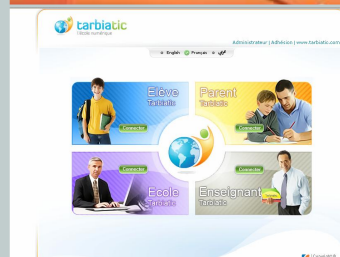 tarbiatic
l'école numérique
Administrateur | Adhésion | www.tarbiatic.com
English Français عربي
Elève
Tarbiatic
Connecter
Parent
Tarbiatic
Connecter
Ecole
Tarbiatic
Connecter
Enseignant
Tarbiatic
Connecter